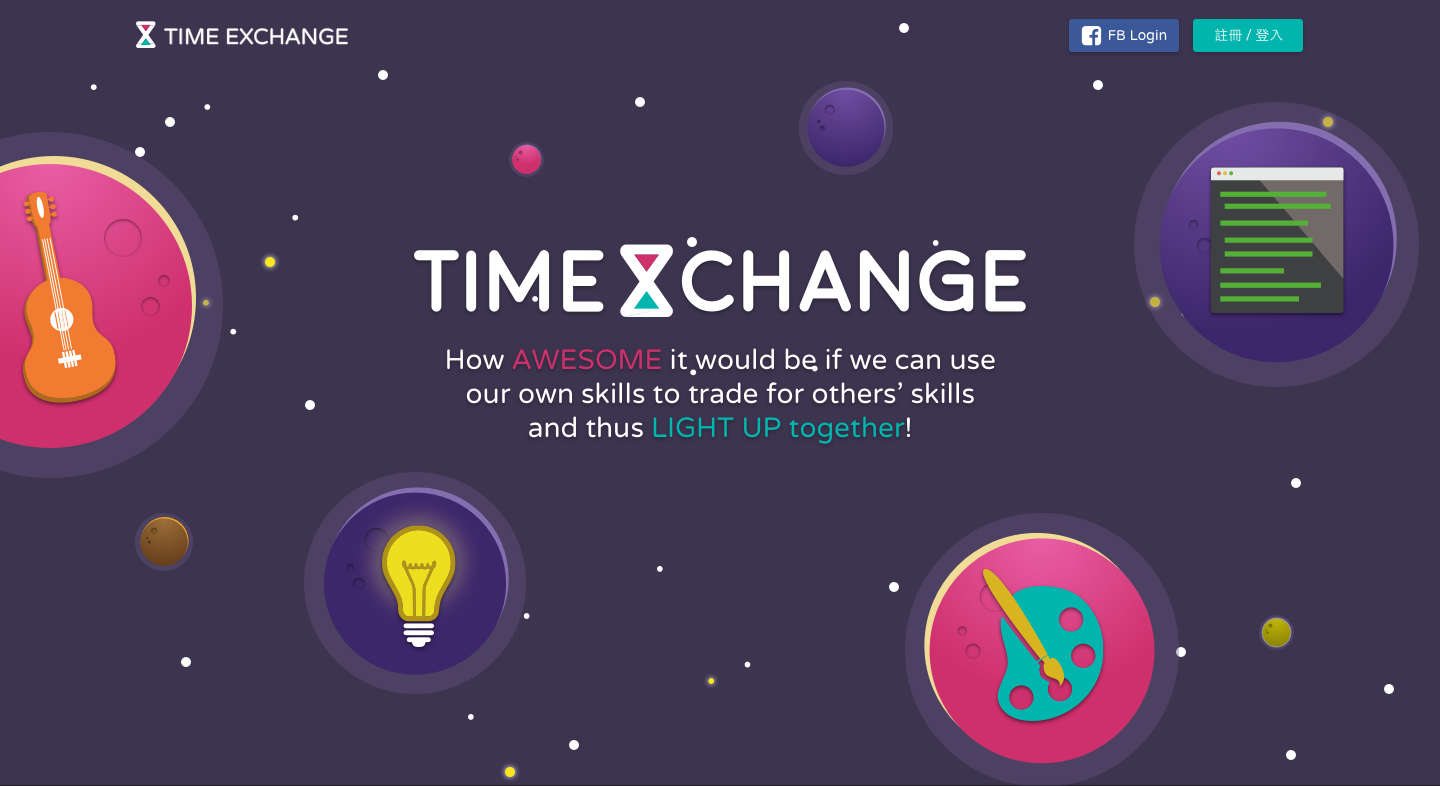 TIME EXCHANGE
FB Login
註冊 / 登入
TIME XCHANGE
How AWESOME it would be if we can use
our own skills to trade for others’ skills
and thus LIGHT UP together!